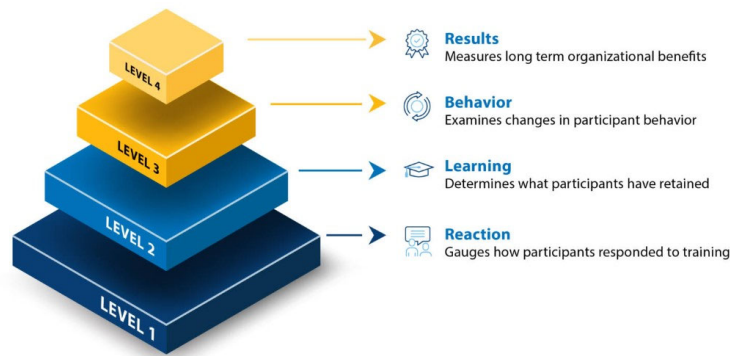 LEVEL 4
Results
Measures long term organizational benefits
LEVEL 3
Behavior
Examines changes in participant behavior
LEVEL 2
Learning
Determines what participants have retained
LEVEL 1
Reaction
Gauges how participants responded to training